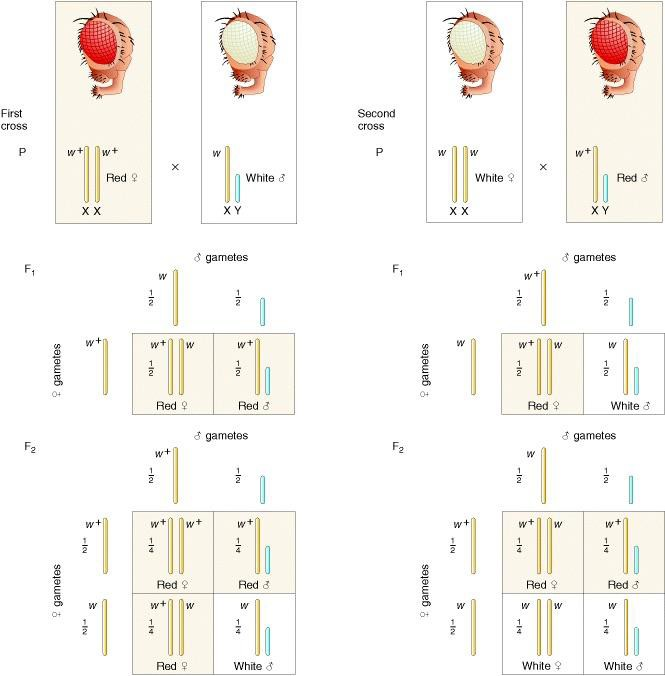 First cross
P
w+ w+
Red ♀
X X
×
w
White ♂
X Y
F1
♂ gametes
w
1/2 1/2
♀ gametes
w+
w+ w
1/2
Red ♀
w+
1/2
Red ♂
F2
♂ gametes
w+
1/2 1/2
♀ gametes
w+
1/2
w+ w+
1/4
Red ♀
w+
1/4
Red ♂
w
1/2
w+ w
1/4
Red ♀
w
1/4
White ♂
Second cross
P
w w
White ♀
X X
×
w+
Red ♂
X Y
F1
♂ gametes
w+
1/2 1/2
♀ gametes
w
w+ w
1/2
Red ♀
w
1/2
White ♂
F2
♂ gametes
w
1/2 1/2
♀ gametes
w+
1/2
w+ w
1/4
Red ♀
w+
1/4
Red ♂
w
1/2
w w
1/4
White ♀
w
1/4
White ♂